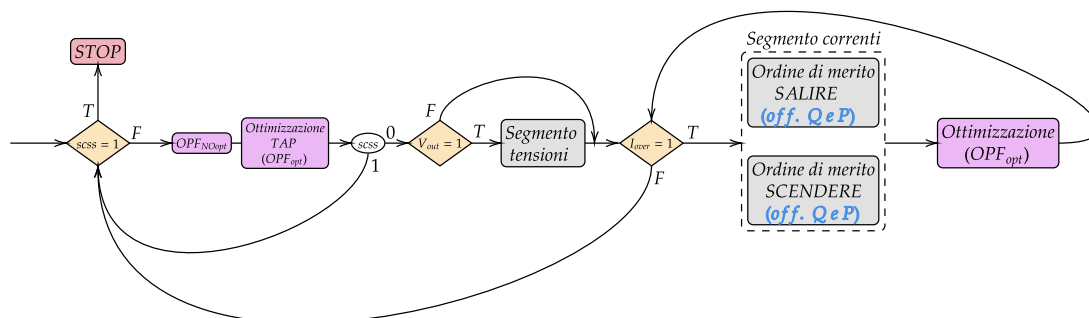 STOP
T
scss = 1
F
OPF_NOopt
Ottimizzazione
TAP
(OPF_opt)
scss
0
1
F
V_out = 1
T
Segmento
tensioni
I_over = 1
T
F
Segmento correnti
Ordine di merito
SALIRE
(off. Q e P)
Ordine di merito
SCENDERE
(off. Q e P)
Ottimizzazione
(OPF_opt)